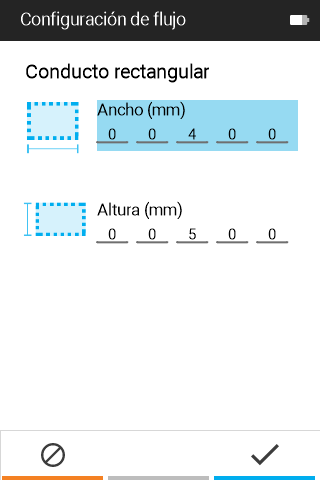 Configuración de flujo
Conducto rectangular
Ancho (mm)
0 0 4 0 0
Altura (mm)
0 0 5 0 0